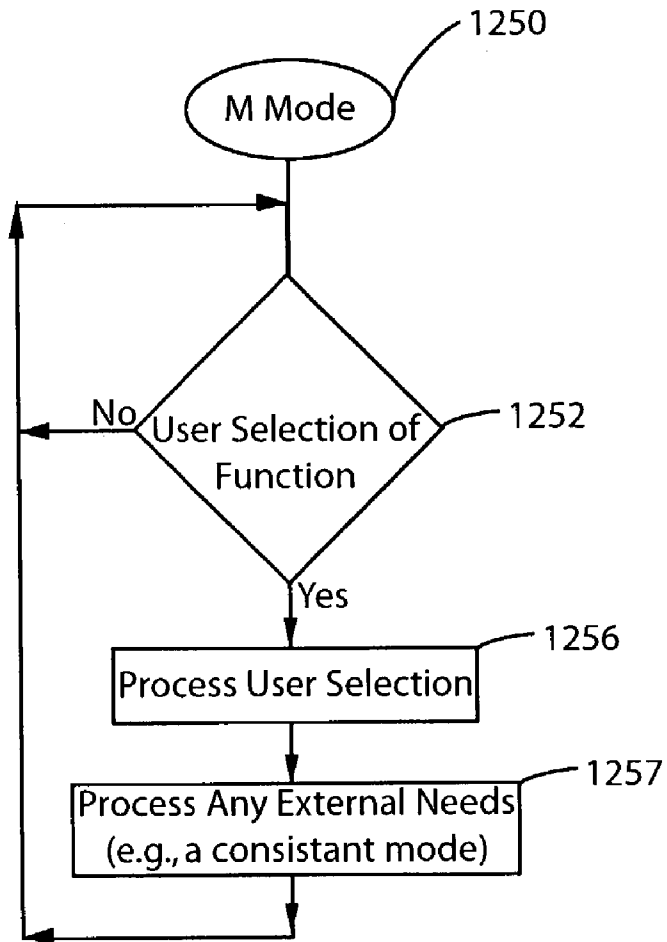 1250
M Mode
No
User Selection of
Function
1252
Yes
1256
Process User Selection
1257
Process Any External Needs
(e.g., a consistant mode)